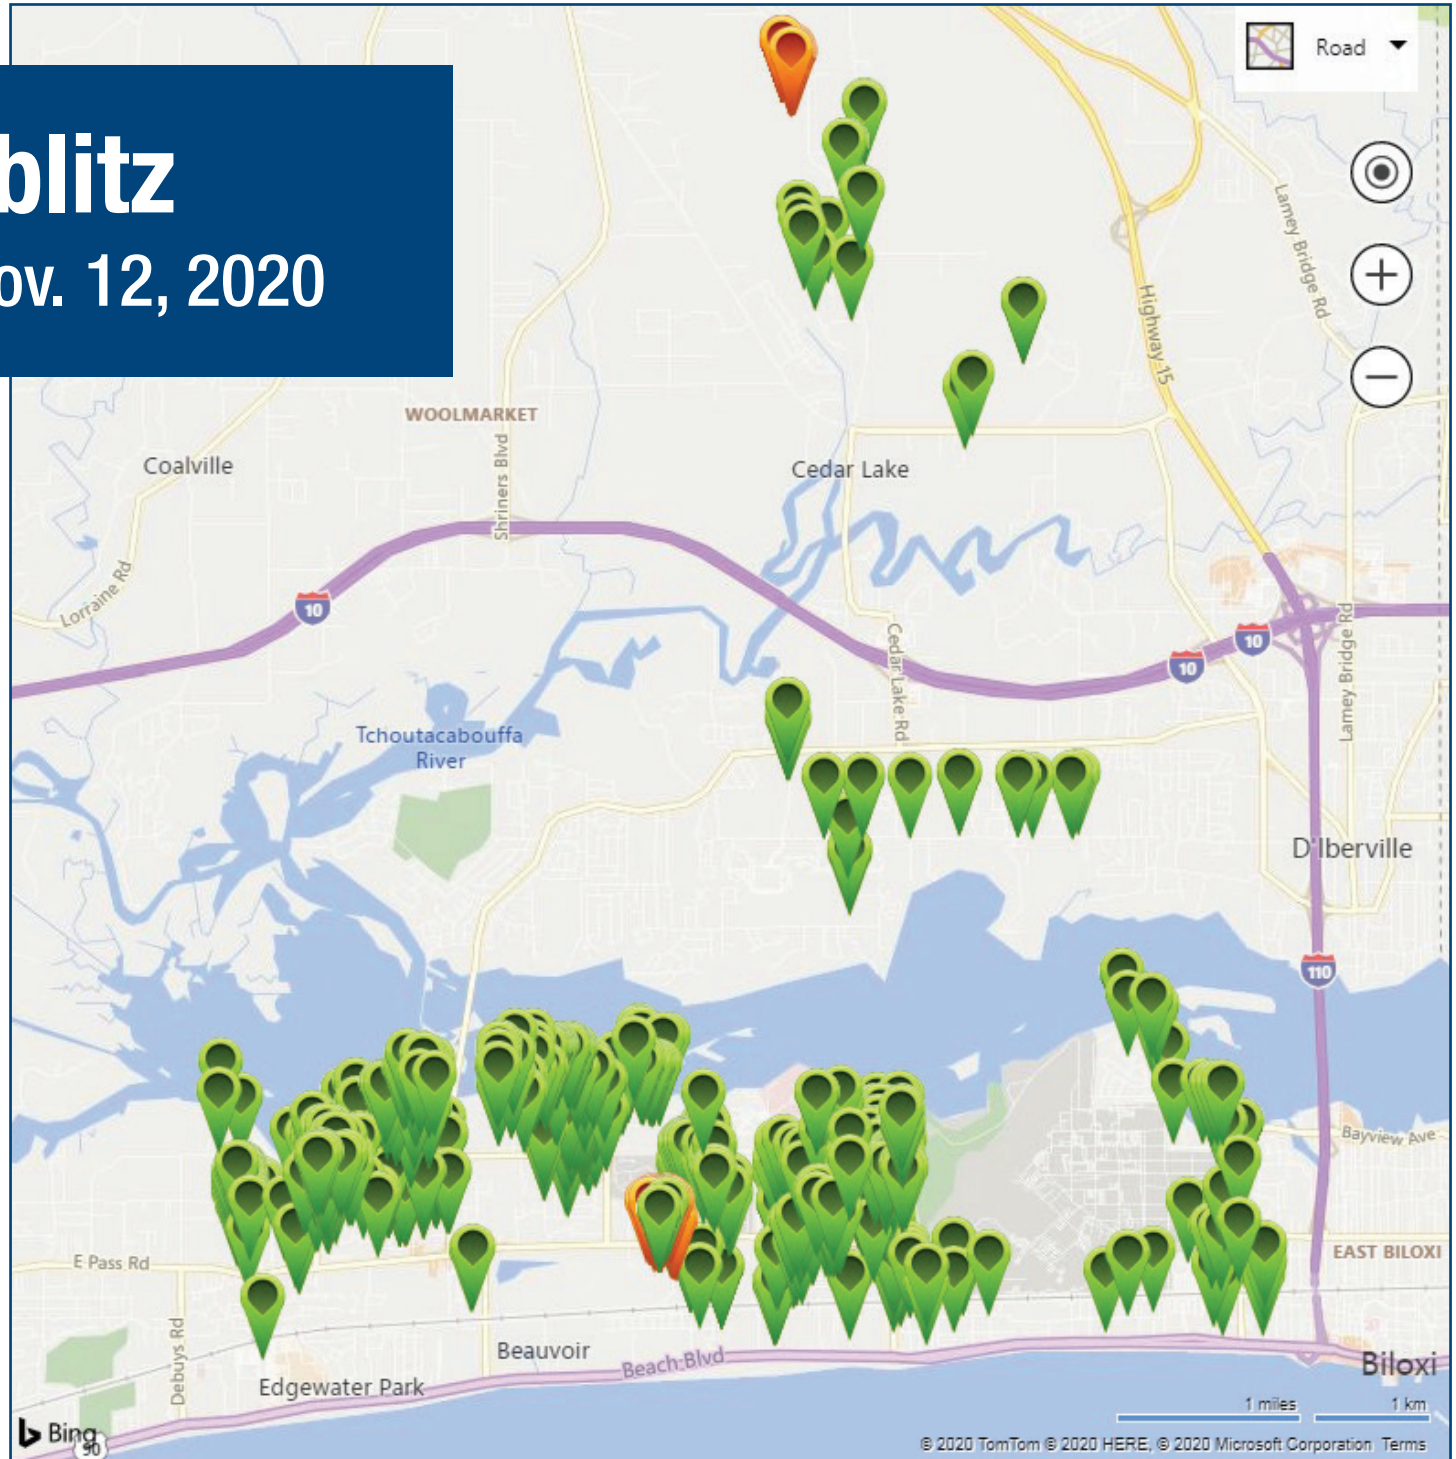 blitz
ov. 12, 2020
Road
Lamey Bridge Rd
Highway 15
WOOLMARKET
Coalville
Shriners Blvd
Cedar Lake
Lorraine Rd
10
10
10
Cedar Lake Rd
Lamey Bridge Rd
Tchoutacabouffa
River
D'Iberville
110
Bayview Ave
E Pass Rd
EAST BILOXI
Debuys Rd
Beauvoir
Beach Blvd
Biloxi
Edgewater Park
1 miles
1 km
Bing
90
© 2020 TomTom © 2020 HERE, © 2020 Microsoft Corporation Terms